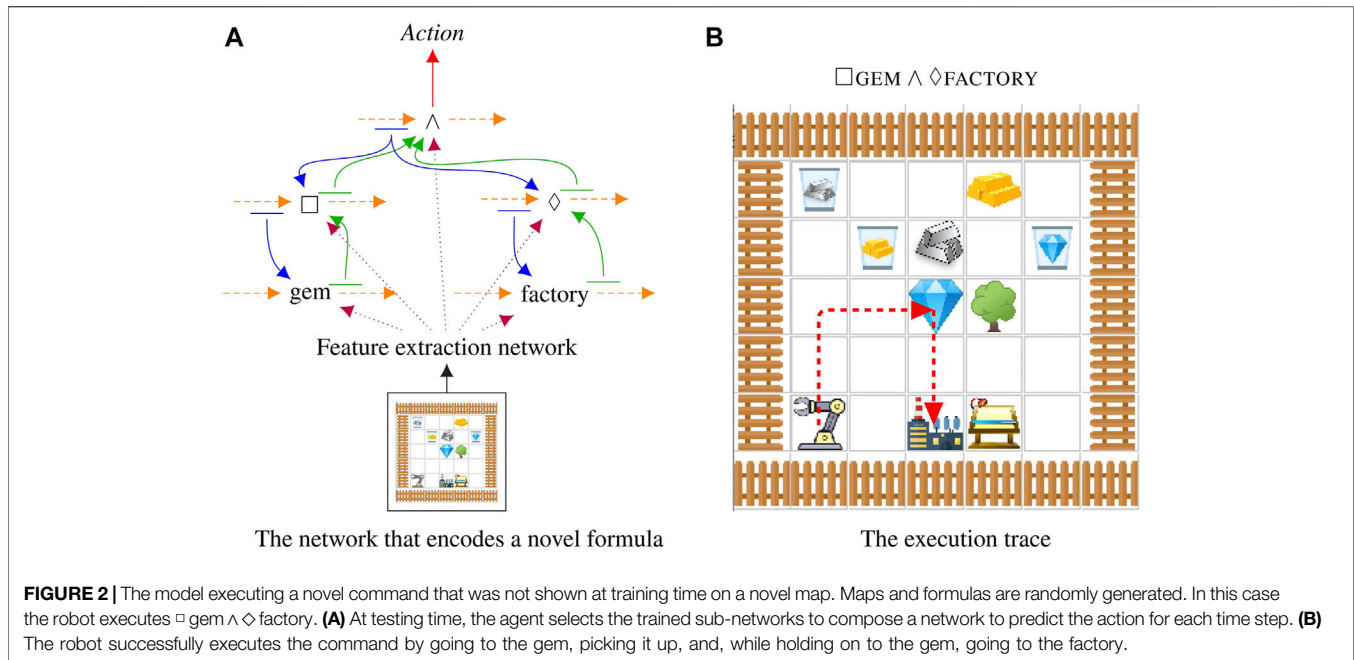 A
Action
∧
□
◊
gem
factory
Feature extraction network
The network that encodes a novel formula
B
□GEM ∧ ◊FACTORY
The execution trace
FIGURE 2 | The model executing a novel command that was not shown at training time on a novel map. Maps and formulas are randomly generated. In this case
the robot executes □ gem ∧ ◊ factory. (A) At testing time, the agent selects the trained sub-networks to compose a network to predict the action for each time step. (B)
The robot successfully executes the command by going to the gem, picking it up, and, while holding on to the gem, going to the factory.